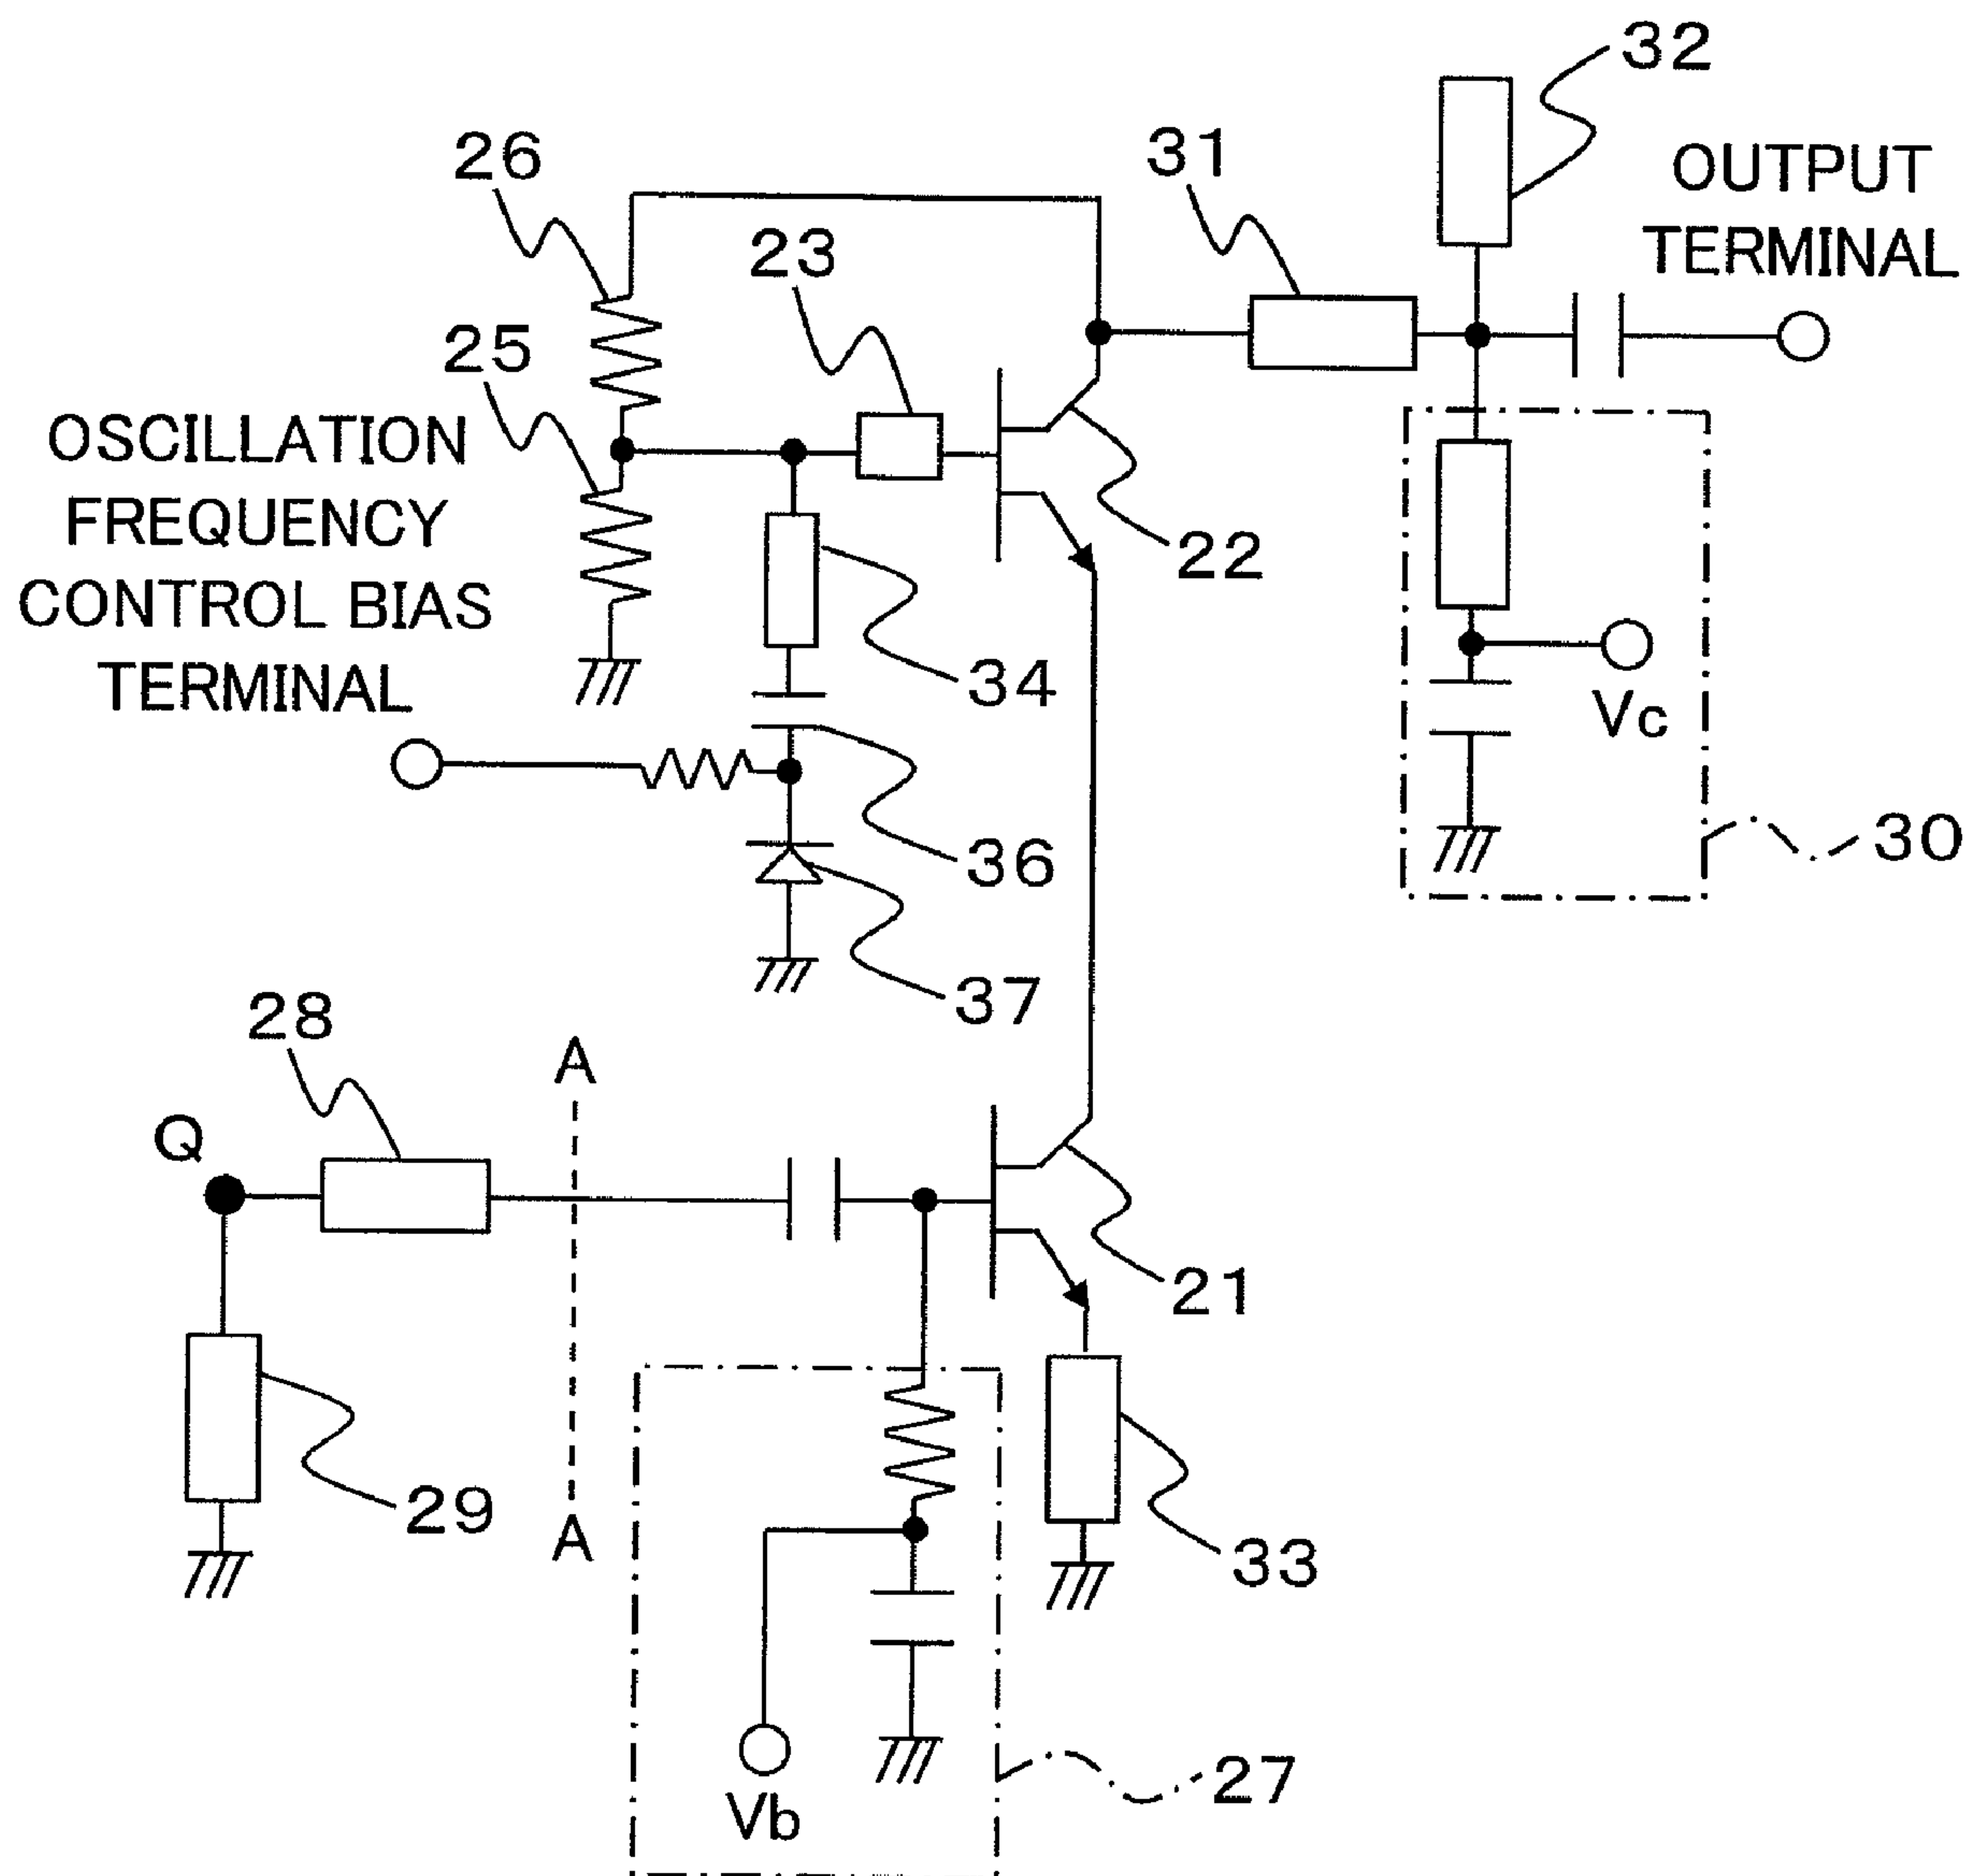 32
26
31
OUTPUT
TERMINAL
23
25
OSCILLATION
FREQUENCY
CONTROL BIAS
TERMINAL
22
34
Vc
36
30
37
28
A
Q
21
29
A
33
27
Vb